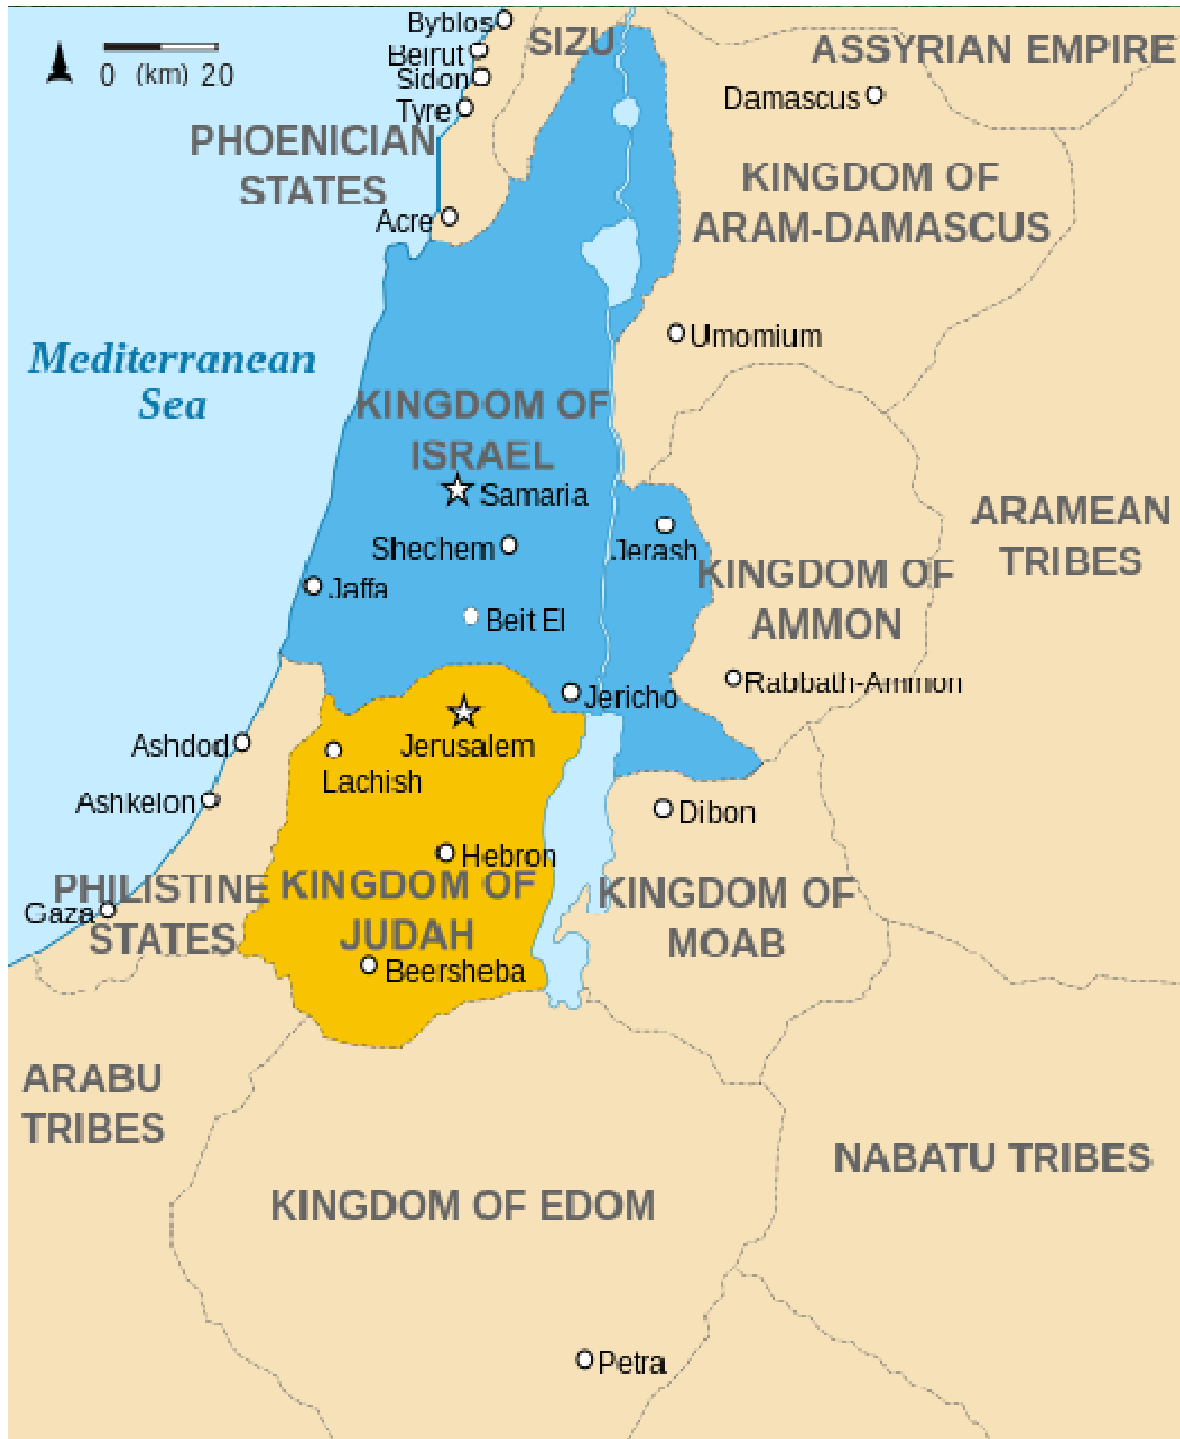 Byblos
SIZU
Beirut
ASSYRIAN EMPIRE
0 (km) 20
Sidon
Damascus
Tyre
PHOENICIAN
STATES
KINGDOM OF
ARAM-DAMASCUS
Acre
Umomium
Mediterranean
Sea
KINGDOM OF
ISRAEL
Samaria
ARAMEAN
TRIBES
Shechem
Jerash
KINGDOM OF
AMMON
Jaffa
Beit El
Rabbath-Ammon
Jericho
Ashdod
Jerusalem
Lachish
Ashkelon
Dibon
Hebron
PHILISTINE
STATES
KINGDOM OF
JUDAH
KINGDOM OF
MOAB
Gaza
Beersheba
ARABU
TRIBES
NABATU TRIBES
KINGDOM OF EDOM
Petra